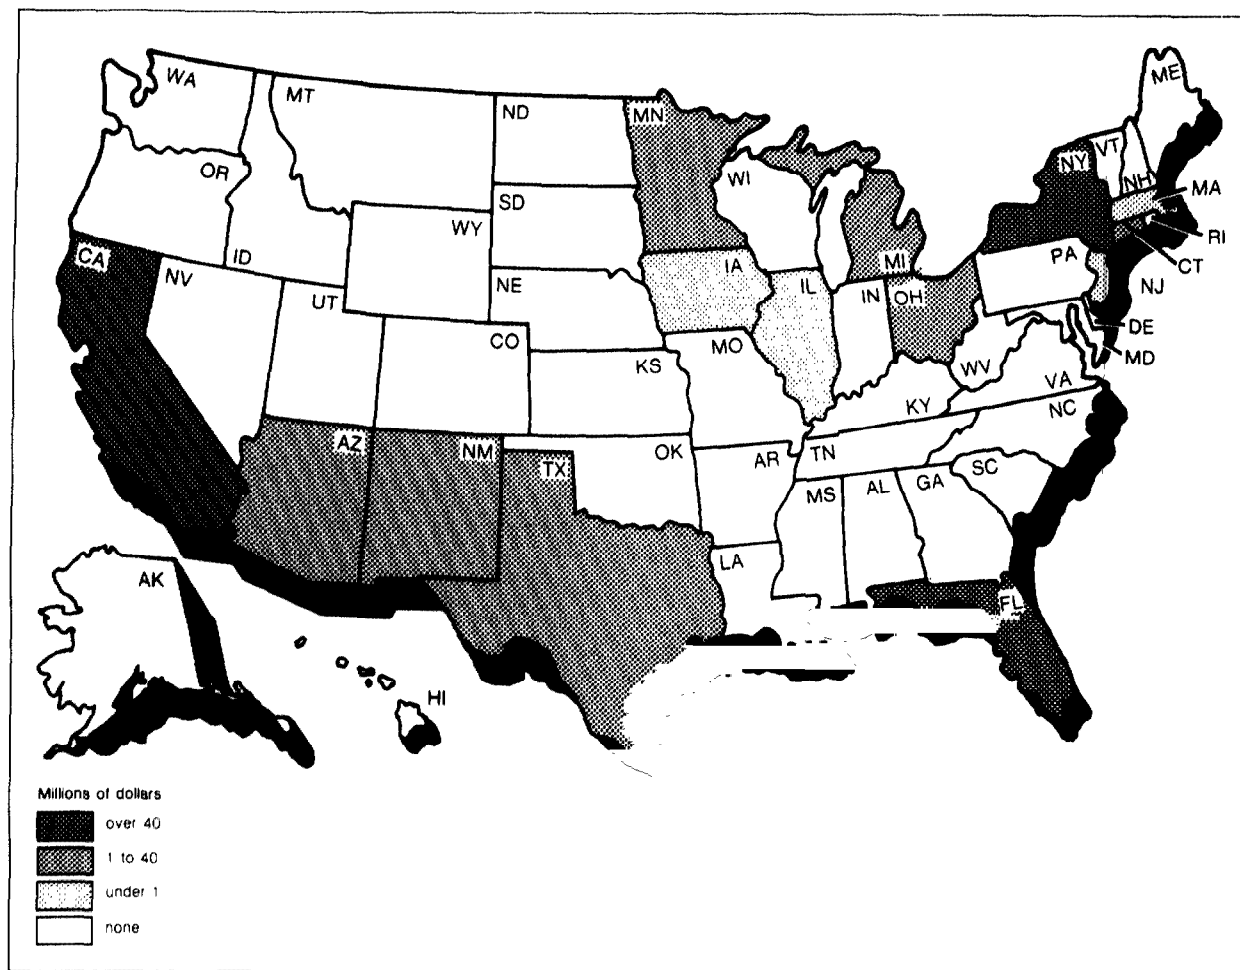 WA
MT
ND
MN
ME
OR
WI
NY
VT
NH
MA
SD
WY
ID
RI
CA
NV
IA
MI
PA
CT
NE
IL
IN
OH
NJ
UT
CO
MO
DE
MD
KS
WV
VA
KY
NC
AZ
NM
TX
OK
AR
TN
SC
MS
AL
GA
LA
AK
FL
HI
Millions of dollars
over 40
1 to 40
under 1
none